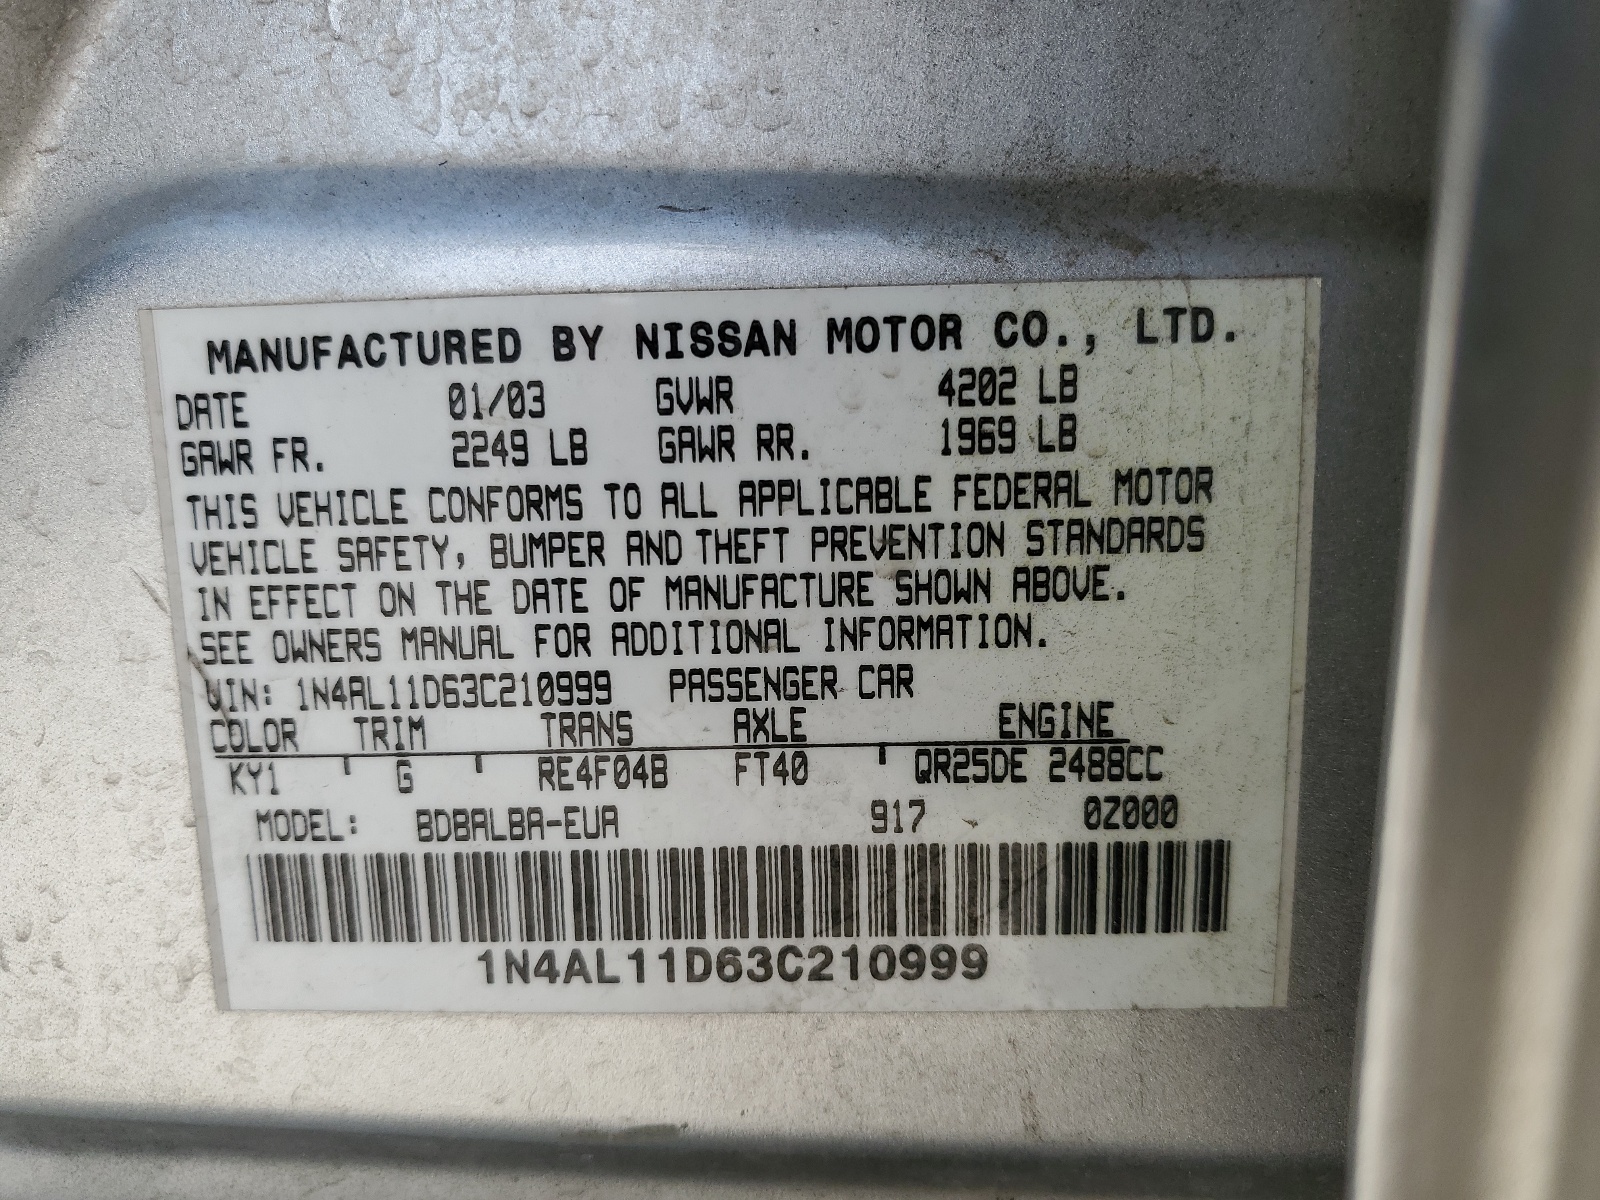 MANUFACTURED BY NISSAN MOTOR CO., LTD.
DATE 01/03 GVWR 4202 LB
GAWR FR. 2249 LB GAWR RR. 1969 LB
THIS VEHICLE CONFORMS TO ALL APPLICABLE FEDERAL MOTOR
VEHICLE SAFETY, BUMPER AND THEFT PREVENTION STANDARDS
IN EFFECT ON THE DATE OF MANUFACTURE SHOWN ABOVE.
SEE OWNERS MANUAL FOR ADDITIONAL INFORMATION.
VIN: 1N4AL11D63C210999 PASSENGER CAR
COLOR TRIM TRANS AXLE ENGINE
KY1 G RE4F04B FT40 QR25DE 2488CC
MODEL: BDBALBA-EUA 917 0Z000
1N4AL11D63C210999